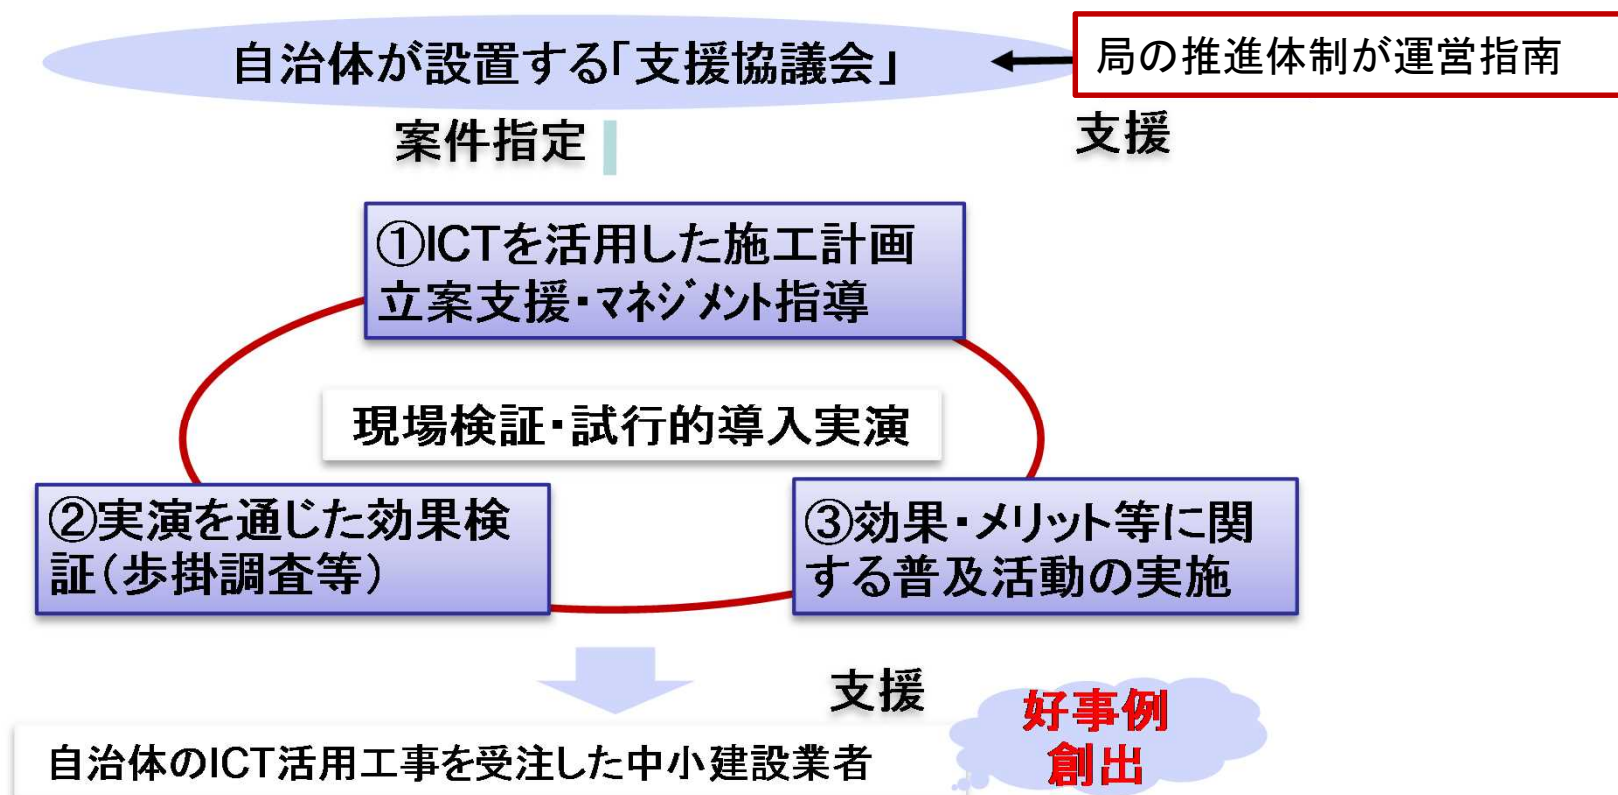 自治体が設置する「支援協議会」
局の推進体制が運営指南
案件指定
支援
①ICTを活用した施工計画
立案支援・ﾏﾈｼﾞﾒﾝﾄ指導
現場検証・試行的導入実演
②実演を通じた効果検
証（歩掛調査等）
③効果・メリット等に関
する普及活動の実施
支援
好事例
創出
自治体のICT活用工事を受注した中小建設業者